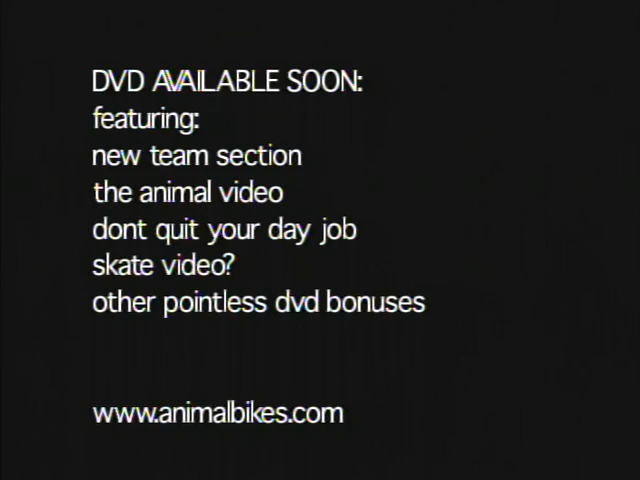 DVD AVAILABLE SOON:
featuring:
new team section
the animal video
dont quit your day job
skate video?
other pointless dvd bonuses
www.animalbikes.com